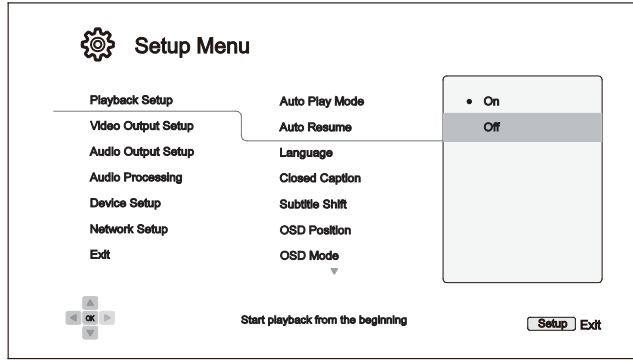 Setup Menu
Playback Setup
Video Output Setup
Audio Output Setup
Audio Processing
Device Setup
Network Setup
Exit
Auto Play Mode
Auto Resume
Language
Closed Caption
Subtitle Shift
OSD Position
OSD Mode
• On
Off
OK
Start playback from the beginning
Setup Exit